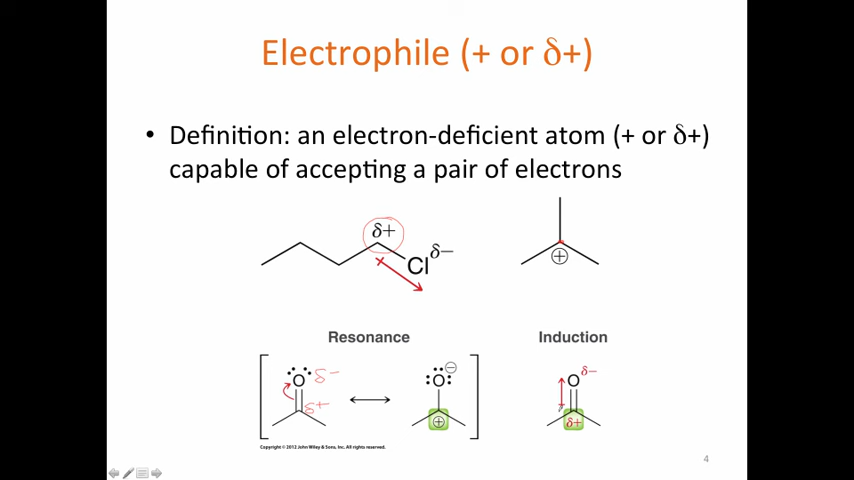 Electrophile (+ or δ+)
• Definition: an electron-deficient atom (+ or δ+)
capable of accepting a pair of electrons
δ+
Cl δ−
+
Resonance
Induction
O δ−
δ+
O −
+
O δ−
δ+
Copyright © 2012 John Wiley & Sons, Inc. All rights reserved.
4